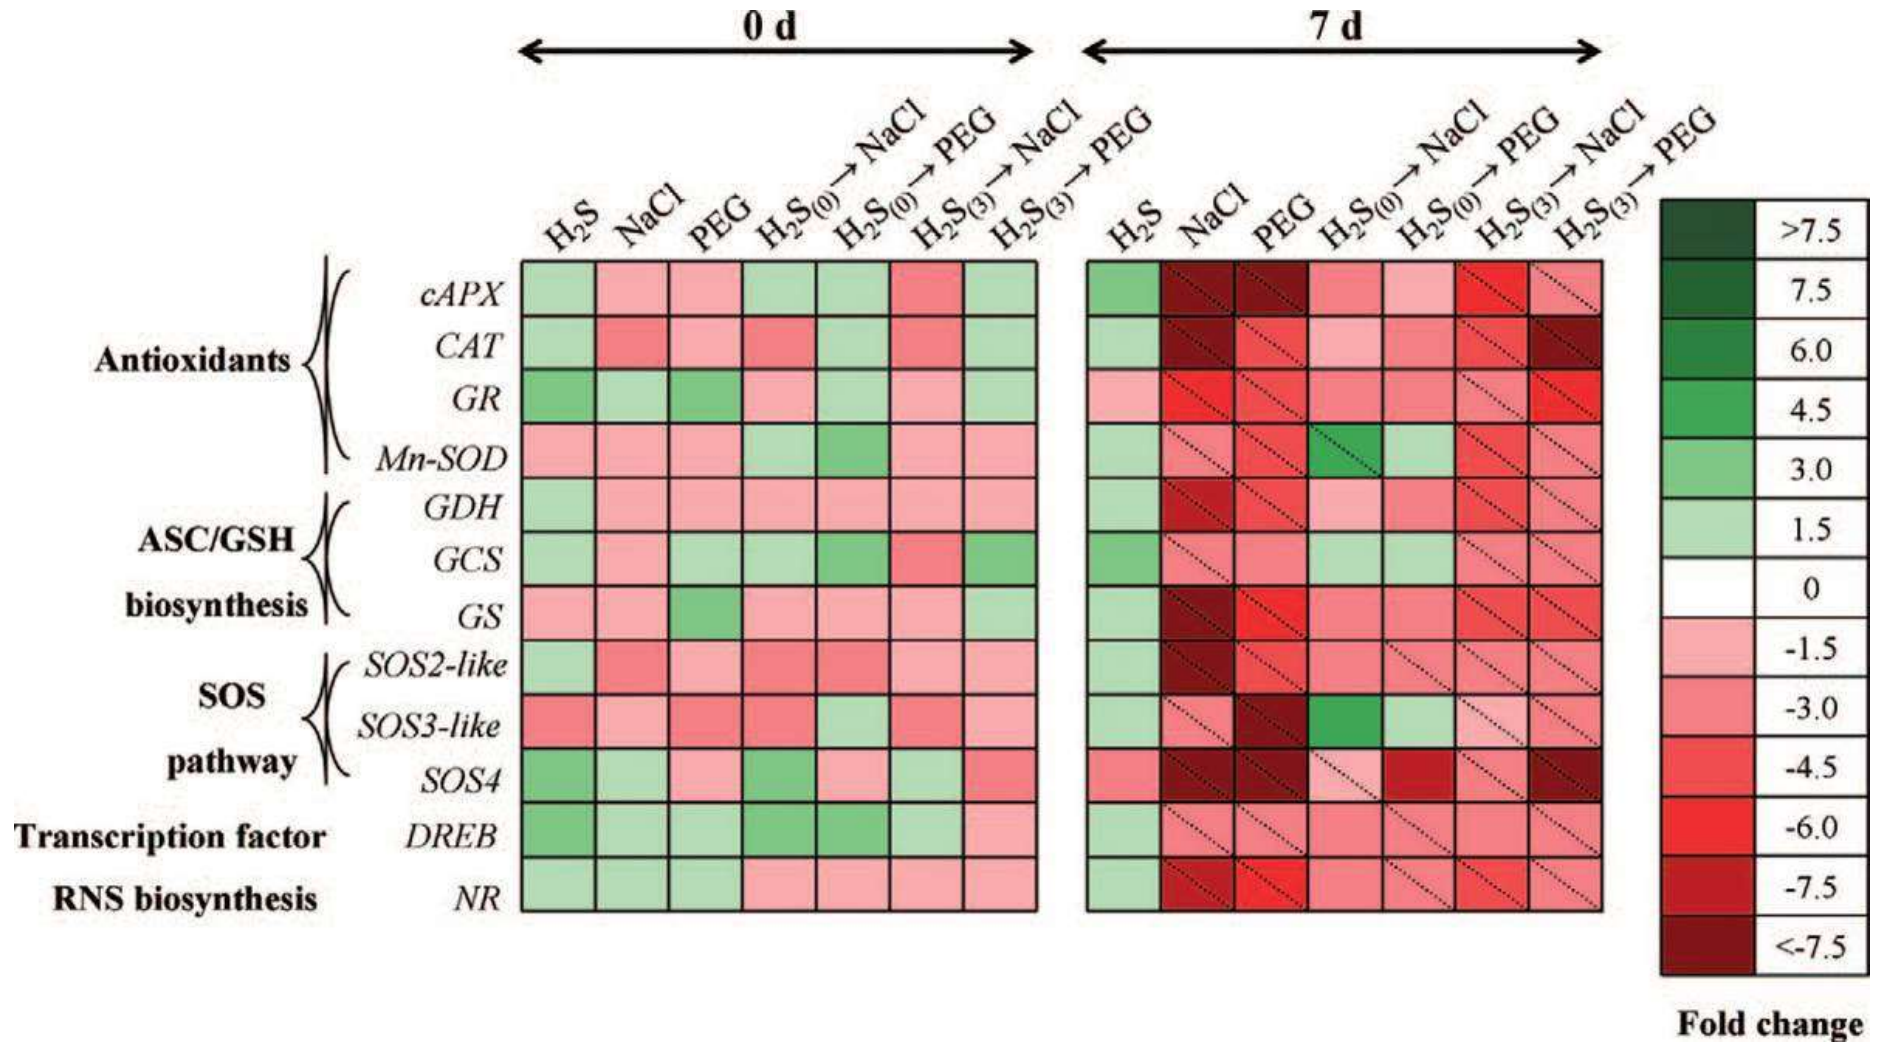 0 d
7 d
H₂S
NaCl
PEG
H₂S₍₀₎→ NaCl
H₂S₍₀₎→ PEG
H₂S₍₃₎→ NaCl
H₂S₍₃₎→ PEG
H₂S
NaCl
PEG
H₂S₍₀₎→ NaCl
H₂S₍₀₎→ PEG
H₂S₍₃₎→ NaCl
H₂S₍₃₎→ PEG
Antioxidants
cAPX
CAT
GR
Mn-SOD
ASC/GSH
biosynthesis
GDH
GCS
GS
SOS
pathway
SOS2-like
SOS3-like
SOS4
Transcription factor
DREB
RNS biosynthesis
NR
>7.5
7.5
6.0
4.5
3.0
1.5
0
-1.5
-3.0
-4.5
-6.0
-7.5
<-7.5
Fold change